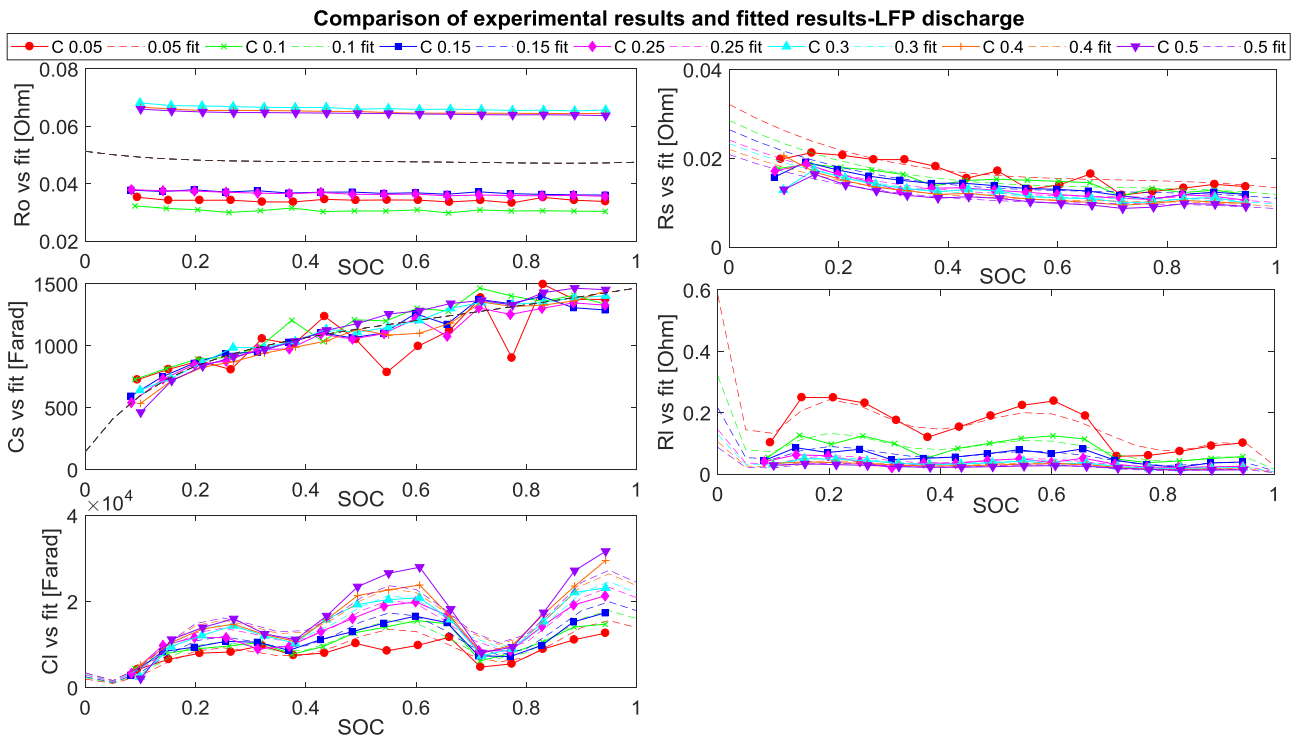 Comparison of experimental results and fitted results-LFP discharge
C 0.05 0.05 fit C 0.1 0.1 fit C 0.15 0.15 fit C 0.25 0.25 fit C 0.3 0.3 fit C 0.4 0.4 fit C 0.5 0.5 fit
Ro vs fit [Ohm]
0.08
0.06
0.04
0.02
0 0.2 0.4 0.6 0.8 1
SOC
Rs vs fit [Ohm]
0.04
0.02
0
0 0.2 0.4 0.6 0.8 1
SOC
Cs vs fit [Farad]
1500
1000
500
0
0 0.2 0.4 0.6 0.8 1
SOC
Rl vs fit [Ohm]
0.6
0.4
0.2
0
0 0.2 0.4 0.6 0.8 1
SOC
Cl vs fit [Farad]
×10⁴
4
2
0
0 0.2 0.4 0.6 0.8 1
SOC